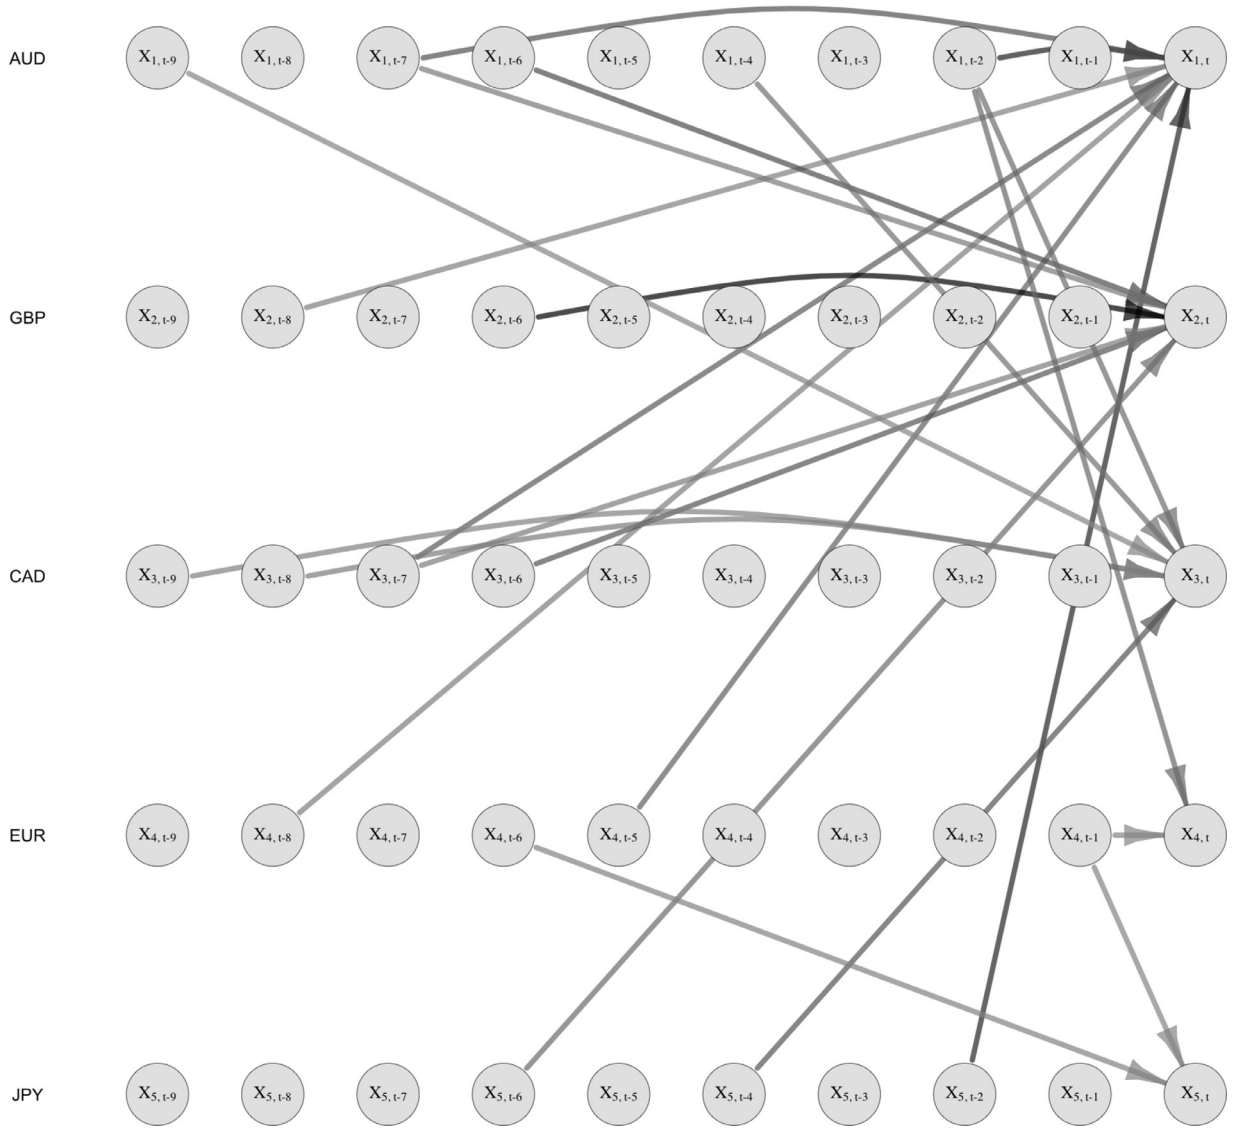 AUD X1, t-9 X1, t-8 X1, t-7 X1, t-6 X1, t-5 X1, t-4 X1, t-3 X1, t-2 X1, t-1 X1, t
GBP X2, t-9 X2, t-8 X2, t-7 X2, t-6 X2, t-5 X2, t-4 X2, t-3 X2, t-2 X2, t-1 X2, t
CAD X3, t-9 X3, t-8 X3, t-7 X3, t-6 X3, t-5 X3, t-4 X3, t-3 X3, t-2 X3, t-1 X3, t
EUR X4, t-9 X4, t-8 X4, t-7 X4, t-6 X4, t-5 X4, t-4 X4, t-3 X4, t-2 X4, t-1 X4, t
JPY X5, t-9 X5, t-8 X5, t-7 X5, t-6 X5, t-5 X5, t-4 X5, t-3 X5, t-2 X5, t-1 X5, t